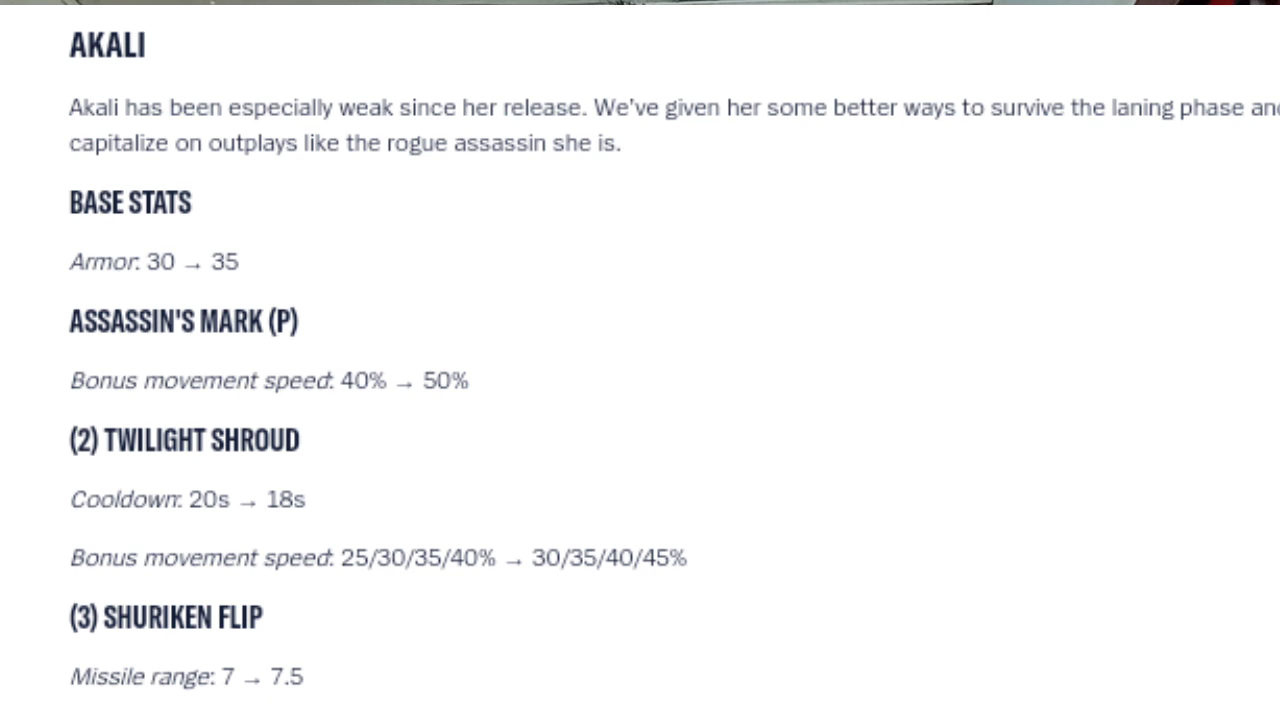 AKALI
Akali has been especially weak since her release. We've given her some better ways to survive the laning phase and
capitalize on outplays like the rogue assassin she is.
BASE STATS
Armor: 30 → 35
ASSASSIN'S MARK (P)
Bonus movement speed: 40% → 50%
(2) TWILIGHT SHROUD
Cooldown: 20s → 18s
Bonus movement speed: 25/30/35/40% → 30/35/40/45%
(3) SHURIKEN FLIP
Missile range: 7 → 7.5